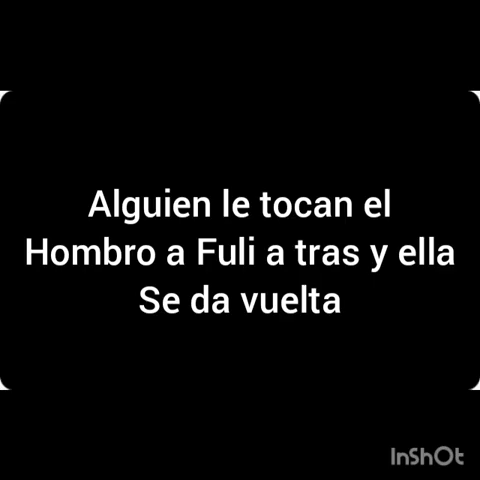 Alguien le tocan el
Hombro a Fuli a tras y ella
Se da vuelta
InShOt